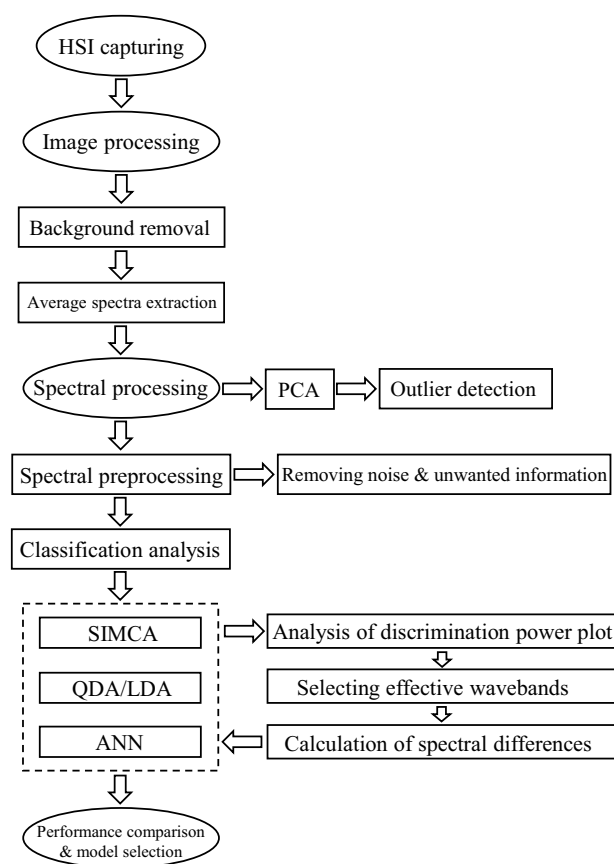 HSI capturing
Image processing
Background removal
Average spectra extraction
Spectral processing
PCA
Outlier detection
Spectral preprocessing
Removing noise & unwanted information
Classification analysis
SIMCA
Analysis of discrimination power plot
QDA/LDA
Selecting effective wavebands
ANN
Calculation of spectral differences
Performance comparison
& model selection